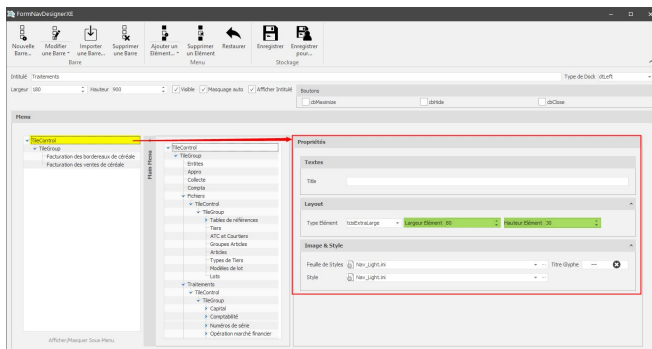 FormNavDesignerXE
Nouvelle Barre...
Modifier une Barre
Importer une Barre...
Supprimer une Barre
Ajouter un Elément...
Supprimer un Elément
Restaurer
Enregistrer
Enregistrer pour...
Barre
Menu
Stockage
Intitulé Traitements
Type de Dock dtLeft
Largeur 180 Hauteur 900 Visible Masquage auto Afficher Intitulé
Boutons
cbMaximize cbHide cbClose
Menu
TileControl
TileGroup
Facturation des bordereaux de céréale
Facturation des ventes de céréale
Afficher/Masquer Sous Menu
Main Menu
TileControl
TileGroup
Entites
Appro
Collecte
Compta
Fichiers
TileControl
TileGroup
Tables de références
Tiers
ATC et Courtiers
Groupes Articles
Articles
Types de Tiers
Modèles de lot
Lots
Traitements
TileControl
TileGroup
Capital
Comptabilité
Numéros de série
Opération marché financier
Propriétés
Textes
Title
Layout
Type Elément tcisExtraLarge Largeur Elément 80 Hauteur Elément 30
Image & Style
Feuille de Styles Nav_Light.ini Titre Glyphe
Style Nav_Light.ini